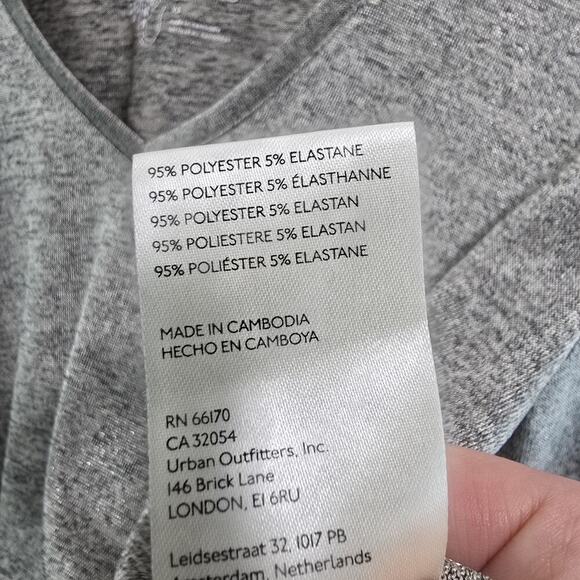 95% POLYESTER 5% ELASTANE
95% POLYESTER 5% ÉLASTHANNE
95% POLYESTER 5% ELASTAN
95% POLIESTERE 5% ELASTAN
95% POLIÉSTER 5% ELASTANE
MADE IN CAMBODIA
HECHO EN CAMBOYA
RN 66170
CA 32054
Urban Outfitters, Inc.
146 Brick Lane
LONDON, E1 6RU
Leidsestraat 32, 1017 PB
Amsterdam, Netherlands